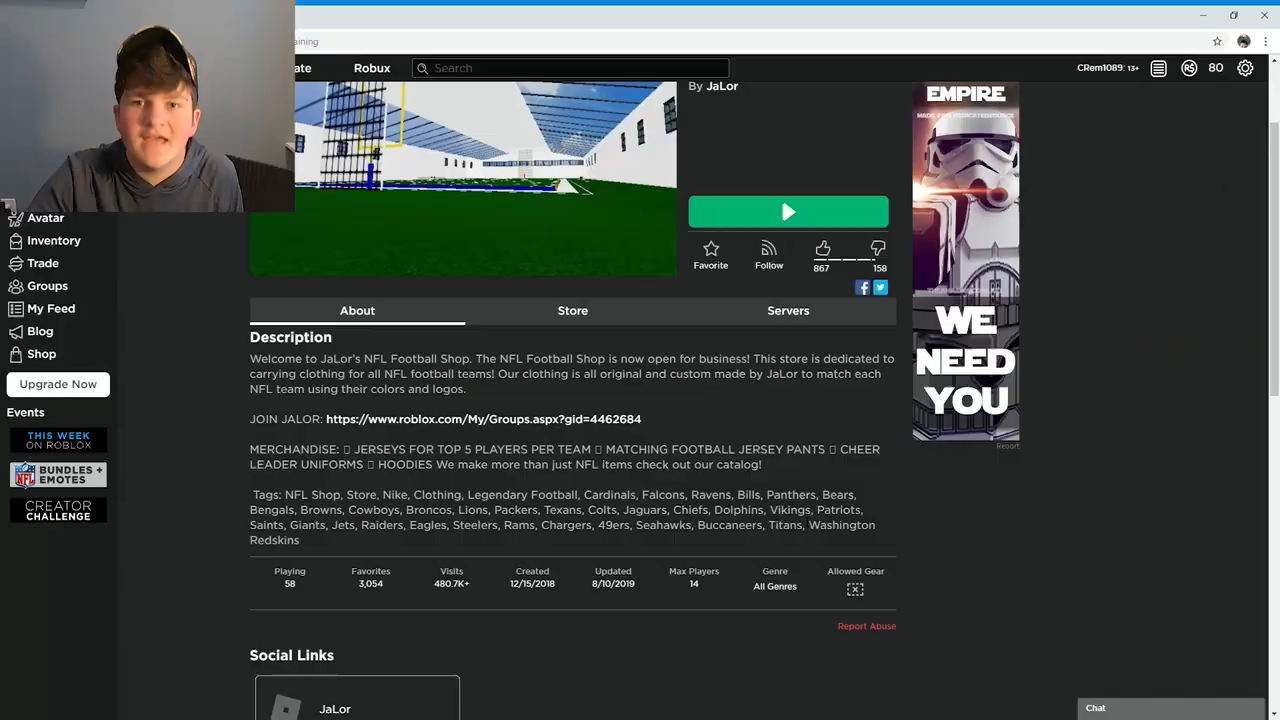 aining
ate
Robux
Search
CRem1089: 13+
80
By JaLor
867
158
Favorite
Follow
EMPIRE
WE
NEED
YOU
Report
Avatar
Inventory
Trade
Groups
My Feed
Blog
Shop
Upgrade Now
Events
THIS WEEK
ON ROBLOX
NFL
BUNDLES +
EMOTES
CREATOR
CHALLENGE
About
Store
Servers
Description
Welcome to JaLor's NFL Football Shop. The NFL Football Shop is now open for business! This store is dedicated to
carrying clothing for all NFL football teams! Our clothing is all original and custom made by JaLor to match each
NFL team using their colors and logos.
JOIN JALOR: https://www.roblox.com/My/Groups.aspx?gid=4462684
MERCHANDISE: JERSEYS FOR TOP 5 PLAYERS PER TEAM MATCHING FOOTBALL JERSEY PANTS CHEER
LEADER UNIFORMS HOODIES We make more than just NFL items check out our catalog!
Tags: NFL Shop, Store, Nike, Clothing, Legendary Football, Cardinals, Falcons, Ravens, Bills, Panthers, Bears,
Bengals, Browns, Cowboys, Broncos, Lions, Packers, Texans, Colts, Jaguars, Chiefs, Dolphins, Vikings, Patriots,
Saints, Giants, Jets, Raiders, Eagles, Steelers, Rams, Chargers, 49ers, Seahawks, Buccaneers, Titans, Washington
Redskins
Playing
58
Favorites
3,054
Visits
480.7K+
Created
12/15/2018
Updated
8/10/2019
Max Players
14
Genre
All Genres
Allowed Gear
Report Abuse
Social Links
JaLor
Chat